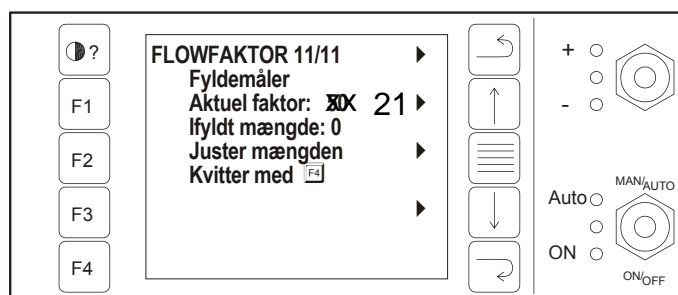 ?
FLOWFAKTOR 11/11
+
Fyldemåler
F1
Aktuel faktor: 21
-
Ifyldt mængde: 0
F2
Juster mængden
Kvitter med F4
MAN/AUTO
Auto
F3
ON
F4
ON/OFF